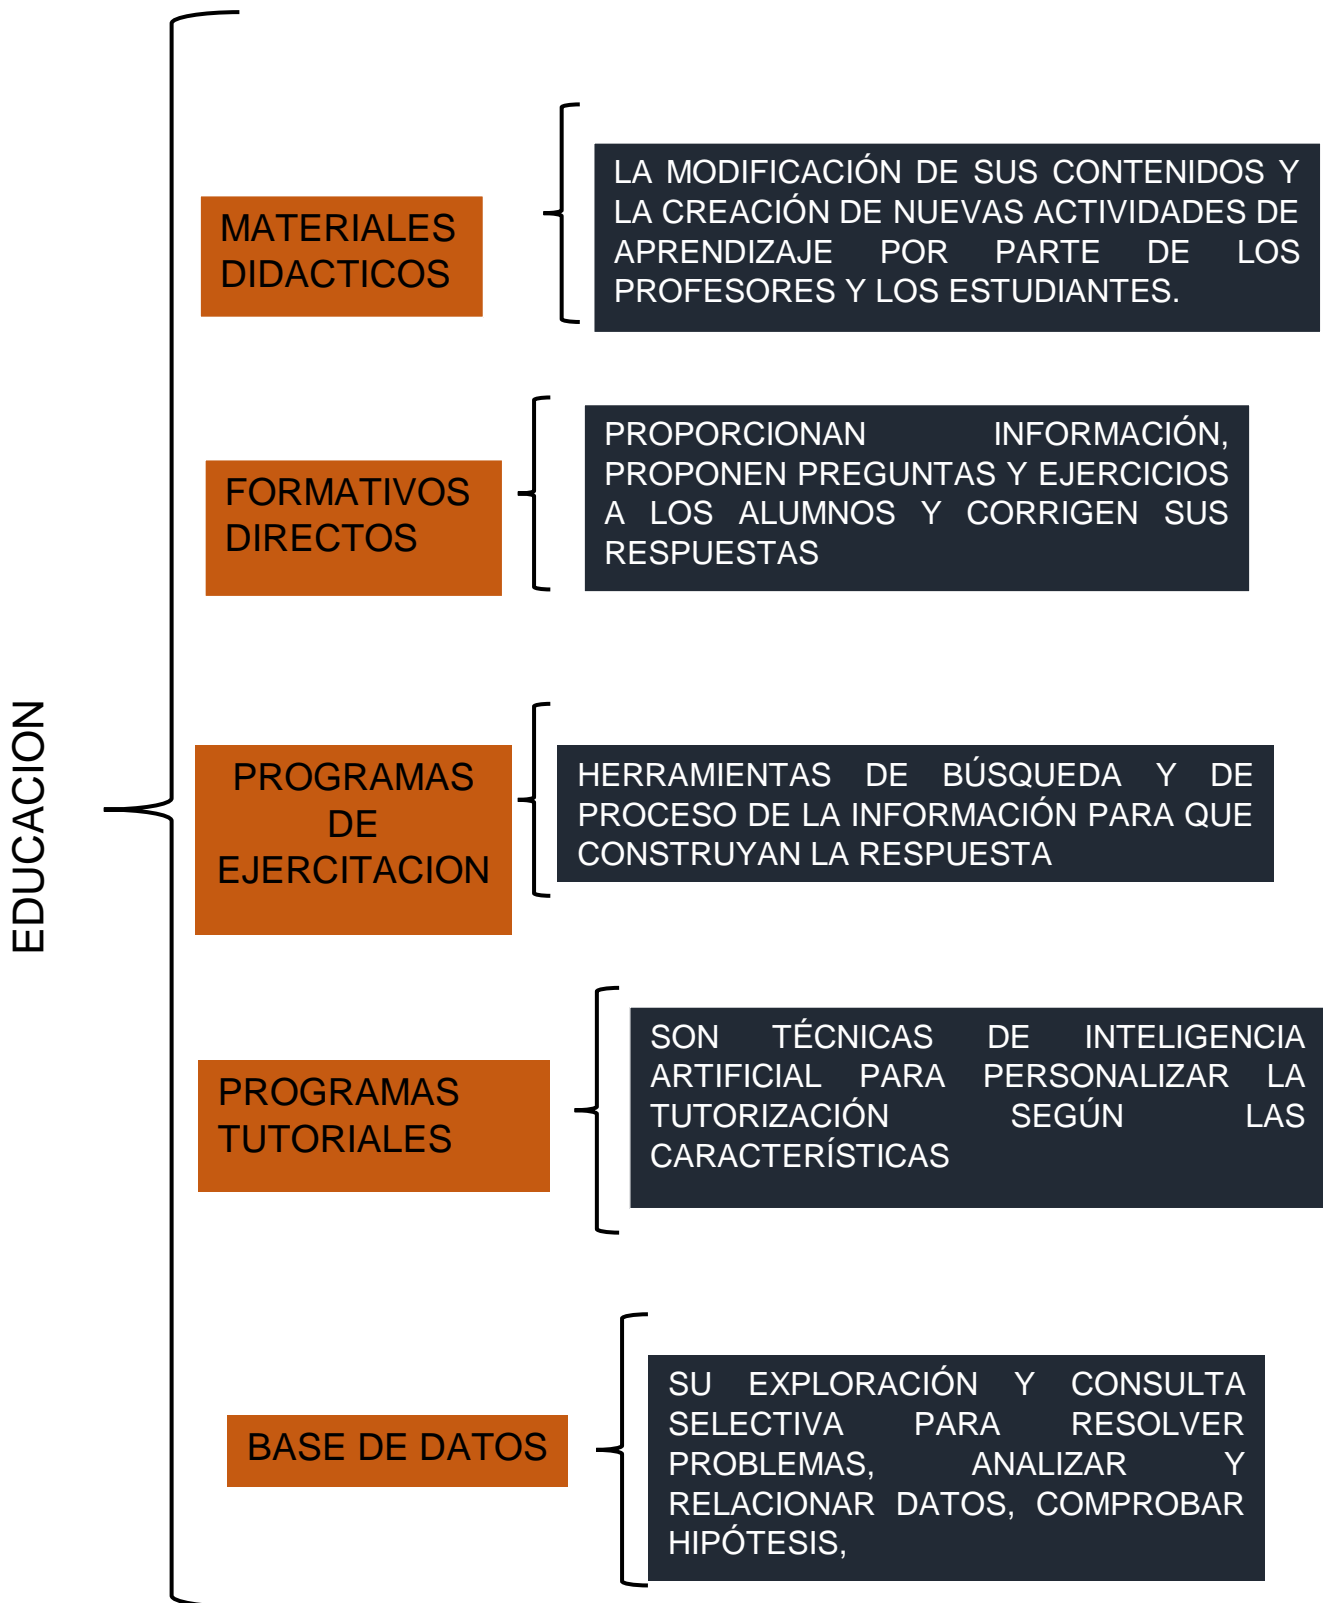 EDUCACION
MATERIALES
DIDACTICOS
LA MODIFICACIÓN DE SUS CONTENIDOS Y
LA CREACIÓN DE NUEVAS ACTIVIDADES DE
APRENDIZAJE POR PARTE DE LOS
PROFESORES Y LOS ESTUDIANTES.
FORMATIVOS
DIRECTOS
PROPORCIONAN INFORMACIÓN,
PROPONEN PREGUNTAS Y EJERCICIOS
A LOS ALUMNOS Y CORRIGEN SUS
RESPUESTAS
PROGRAMAS
DE
EJERCITACION
HERRAMIENTAS DE BÚSQUEDA Y DE
PROCESO DE LA INFORMACIÓN PARA QUE
CONSTRUYAN LA RESPUESTA
PROGRAMAS
TUTORIALES
SON TÉCNICAS DE INTELIGENCIA
ARTIFICIAL PARA PERSONALIZAR LA
TUTORIZACIÓN SEGÚN LAS
CARACTERÍSTICAS
BASE DE DATOS
SU EXPLORACIÓN Y CONSULTA
SELECTIVA PARA RESOLVER
PROBLEMAS, ANALIZAR Y
RELACIONAR DATOS, COMPROBAR
HIPÓTESIS,